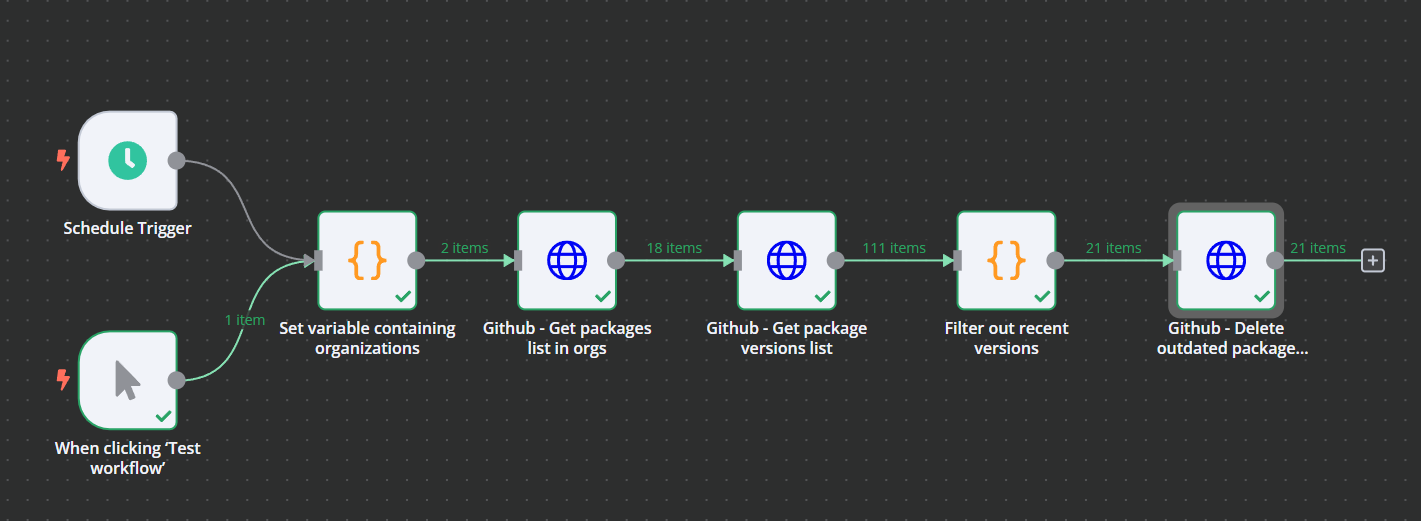 Schedule Trigger
1 item
When clicking ‘Test
workflow’
Set variable containing
organizations
2 items
Github - Get packages
list in orgs
18 items
Github - Get package
versions list
111 items
Filter out recent
versions
21 items
Github - Delete
outdated package...
21 items